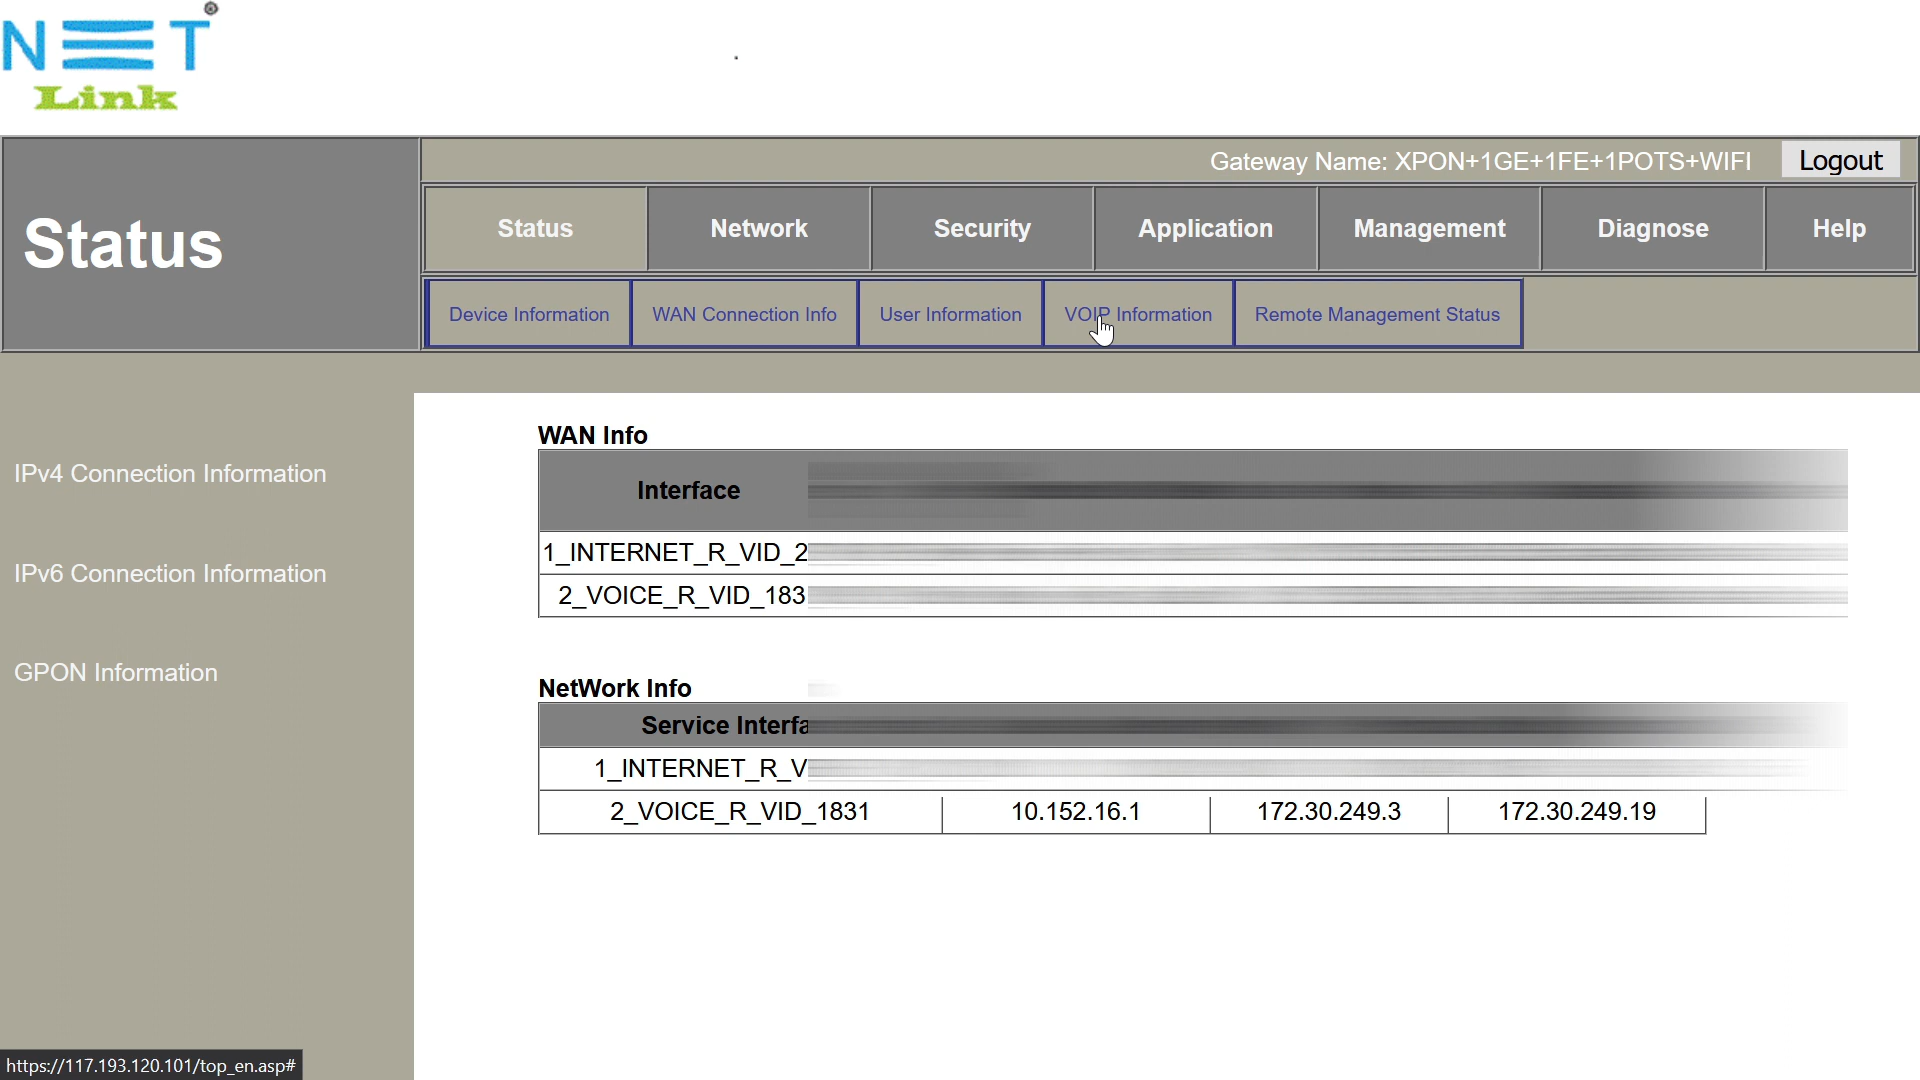 NET
Link
Gateway Name: XPON+1GE+1FE+1POTS+WIFI Logout
Status
Status Network Security Application Management Diagnose Help
Device Information WAN Connection Info User Information VOIP Information Remote Management Status
WAN Info
IPv4 Connection Information
Interface
1_INTERNET_R_VID_2
IPv6 Connection Information
2_VOICE_R_VID_183
GPON Information
NetWork Info
Service
1_INTERNET_R_V
2_VOICE_R_VID_1831 10.152.16.1 172.30.249.3 172.30.249.19
https://117.193.120.101/top_en.asp#